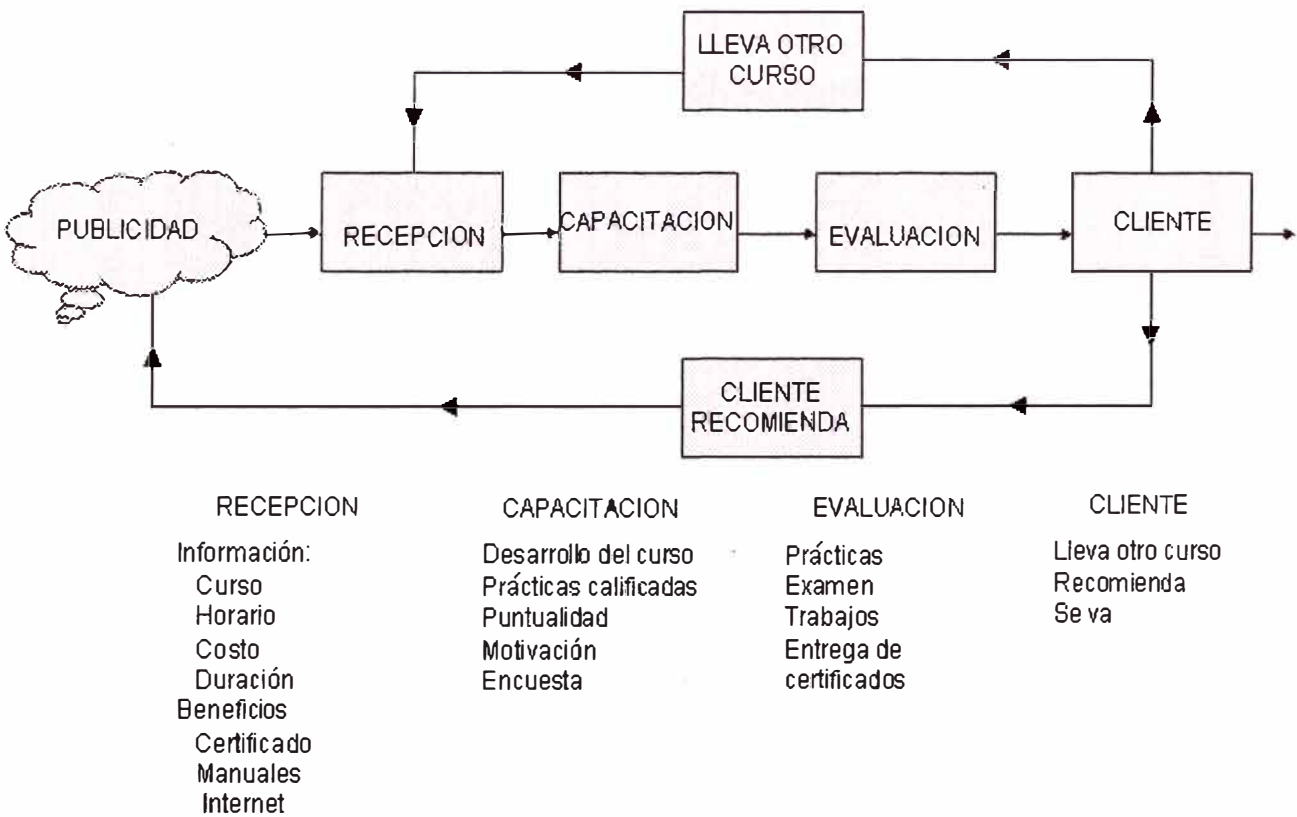 LLEVA OTRO
CURSO
PUBLICIDAD
RECEPCION
CAPACITACION
EVALUACION
CLIENTE
CLIENTE
RECOMIENDA
RECEPCION
Información:
Curso
Horario
Costo
Duración
Beneficios
Certificado
Manuales
Internet
CAPACITACION
Desarrollo del curso
Prácticas calificadas
Puntualidad
Motivación
Encuesta
EVALUACION
Prácticas
Examen
Trabajos
Entrega de
certificados
CLIENTE
Lleva otro curso
Recomienda
Se va